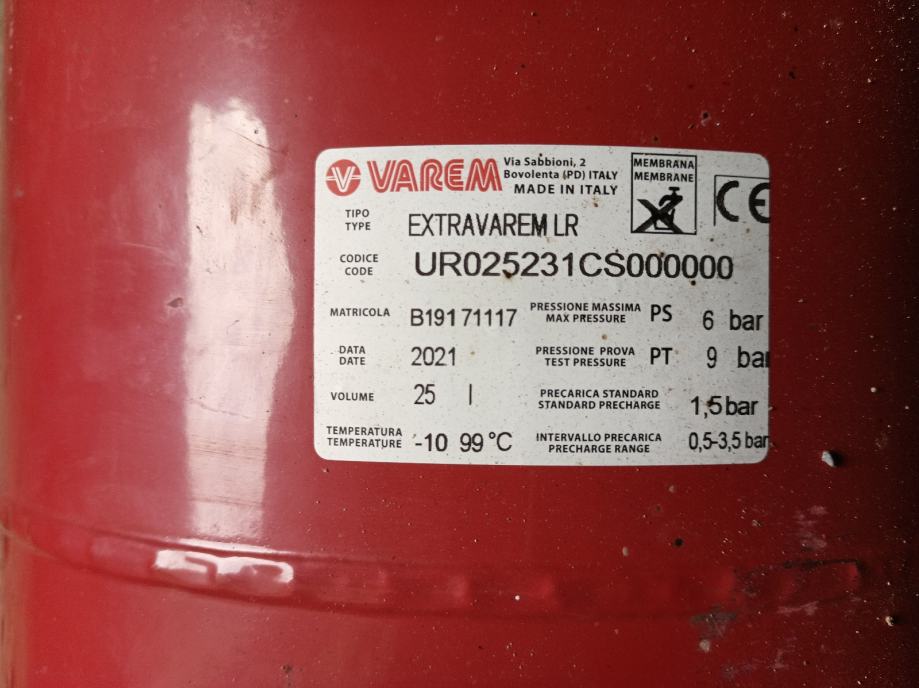 VAREM
Via Sabbioni, 2
Bovolenta (PD) ITALY
MADE IN ITALY
MEMBRANA
MEMBRANE
CE
TIPO
TYPE
EXTRAVAREM LR
CODICE
CODE
UR025231CS000000
MATRICOLA B19171117
PRESSIONE MASSIMA
MAX PRESSURE
PS 6 bar
DATA
DATE
2021
PRESSIONE PROVA
TEST PRESSURE
PT 9 bar
VOLUME 25 l
PRECARICA STANDARD
STANDARD PRECHARGE
1,5 bar
TEMPERATURA
TEMPERATURE
-10 99 °C
INTERVALLO PRECARICA
PRECHARGE RANGE
0,5-3,5 bar